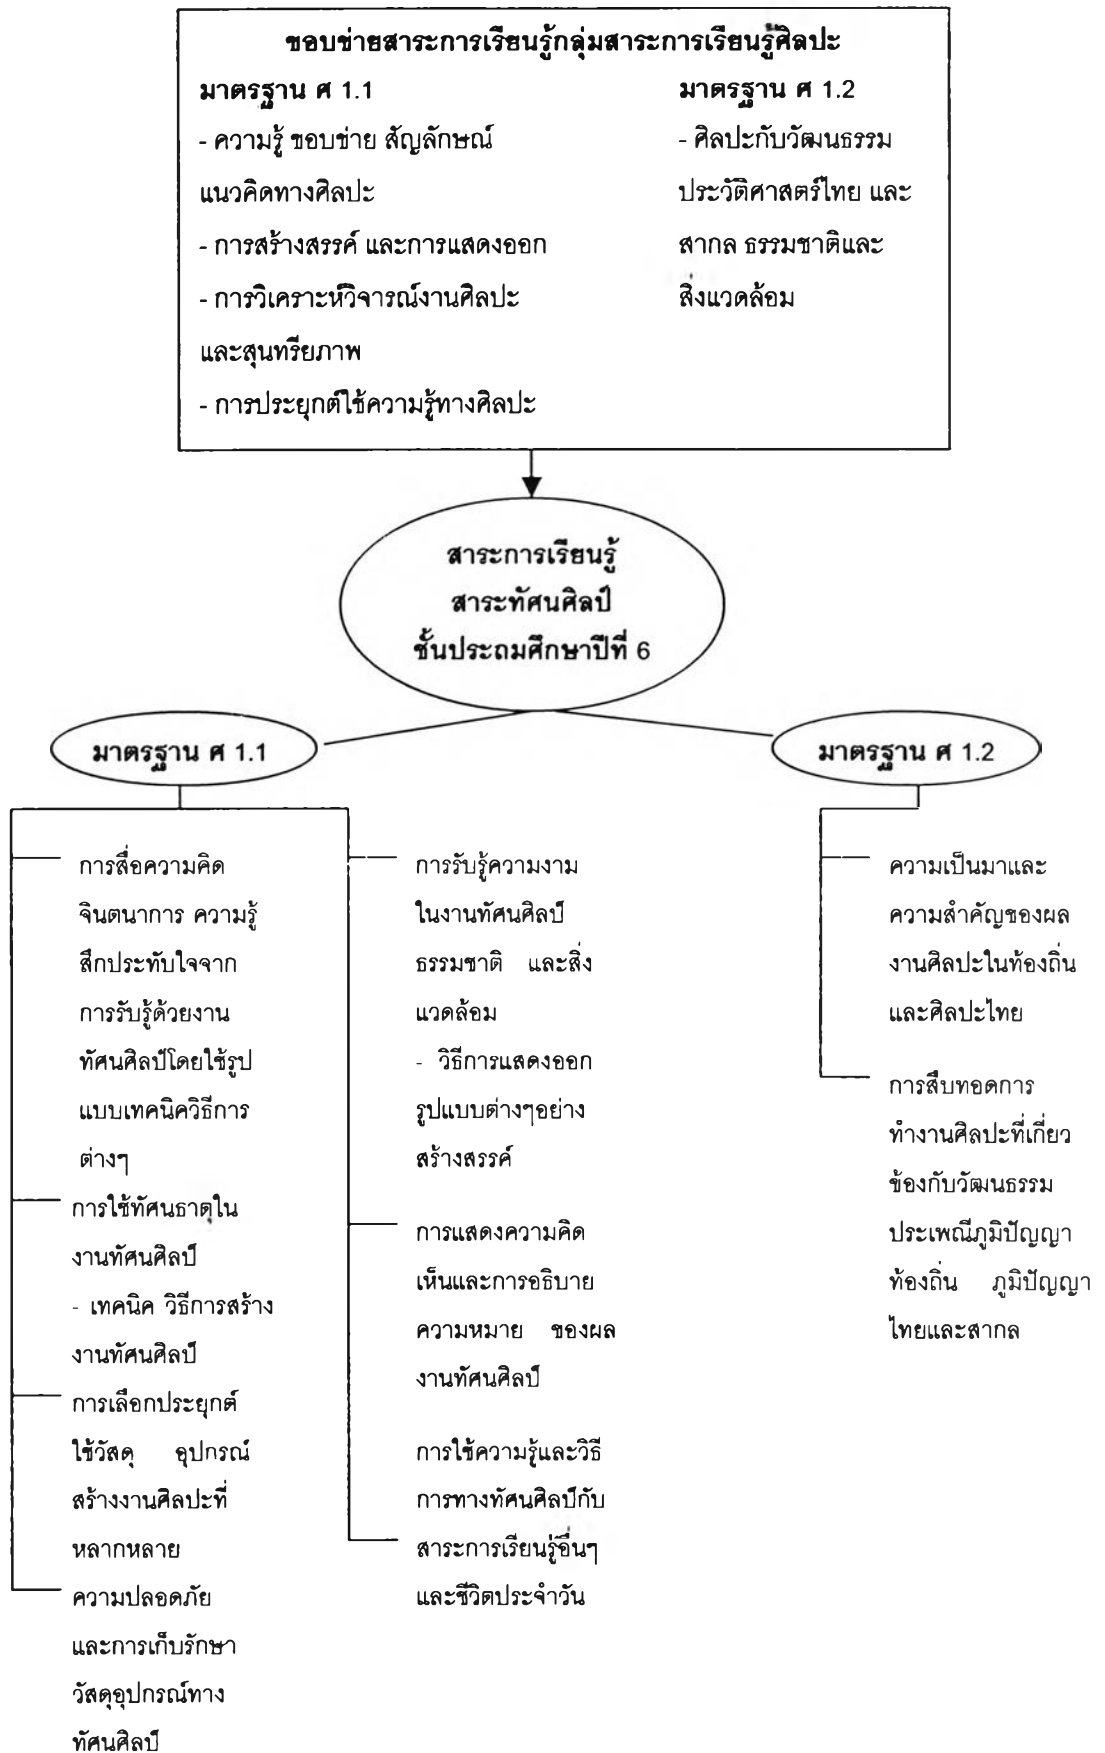 ขอบข่ายสาระการเรียนรู้กลุ่มสาระการเรียนรู้ศิลปะ
มาตรฐาน ศ 1.1
- ความรู้ ขอบข่าย สัญลักษณ์
แนวคิดทางศิลปะ
- การสร้างสรรค์ และการแสดงออก
- การวิเคราะห์วิจารณ์งานศิลปะ
และสุนทรียภาพ
- การประยุกต์ใช้ความรู้ทางศิลปะ
มาตรฐาน ศ 1.2
- ศิลปะกับวัฒนธรรม
ประวัติศาสตร์ไทย และ
สากล ธรรมชาติและ
สิ่งแวดล้อม
สาระการเรียนรู้
สาระทัศนศิลป์
ชั้นประถมศึกษาปีที่ 6
มาตรฐาน ศ 1.1
การสื่อความคิด
จินตนาการ ความรู้
สึกประทับใจจาก
การรับรู้ด้วยงาน
ทัศนศิลป์โดยใช้รูป
แบบเทคนิควิธีการ
ต่างๆ
การใช้ทัศนธาตุใน
งานทัศนศิลป์
- เทคนิค วิธีการสร้าง
งานทัศนศิลป์
การเลือกประยุกต์
ใช้วัสดุ อุปกรณ์
สร้างงานศิลปะที่
หลากหลาย
ความปลอดภัย
และการเก็บรักษา
วัสดุอุปกรณ์ทาง
ทัศนศิลป์
การรับรู้ความงาม
ในงานทัศนศิลป์
ธรรมชาติ และสิ่ง
แวดล้อม
- วิธีการแสดงออก
รูปแบบต่างๆอย่าง
สร้างสรรค์
การแสดงความคิด
เห็นและการอธิบาย
ความหมาย ของผล
งานทัศนศิลป์
การใช้ความรู้และวิธี
การทางทัศนศิลป์กับ
สาระการเรียนรู้อื่นๆ
และชีวิตประจำวัน
มาตรฐาน ศ 1.2
ความเป็นมาและ
ความสำคัญของผล
งานศิลปะในท้องถิ่น
และศิลปะไทย
การสืบทอดการ
ทำงานศิลปะที่เกี่ยว
ข้องกับวัฒนธรรม
ประเพณีภูมิปัญญา
ท้องถิ่น ภูมิปัญญา
ไทยและสากล